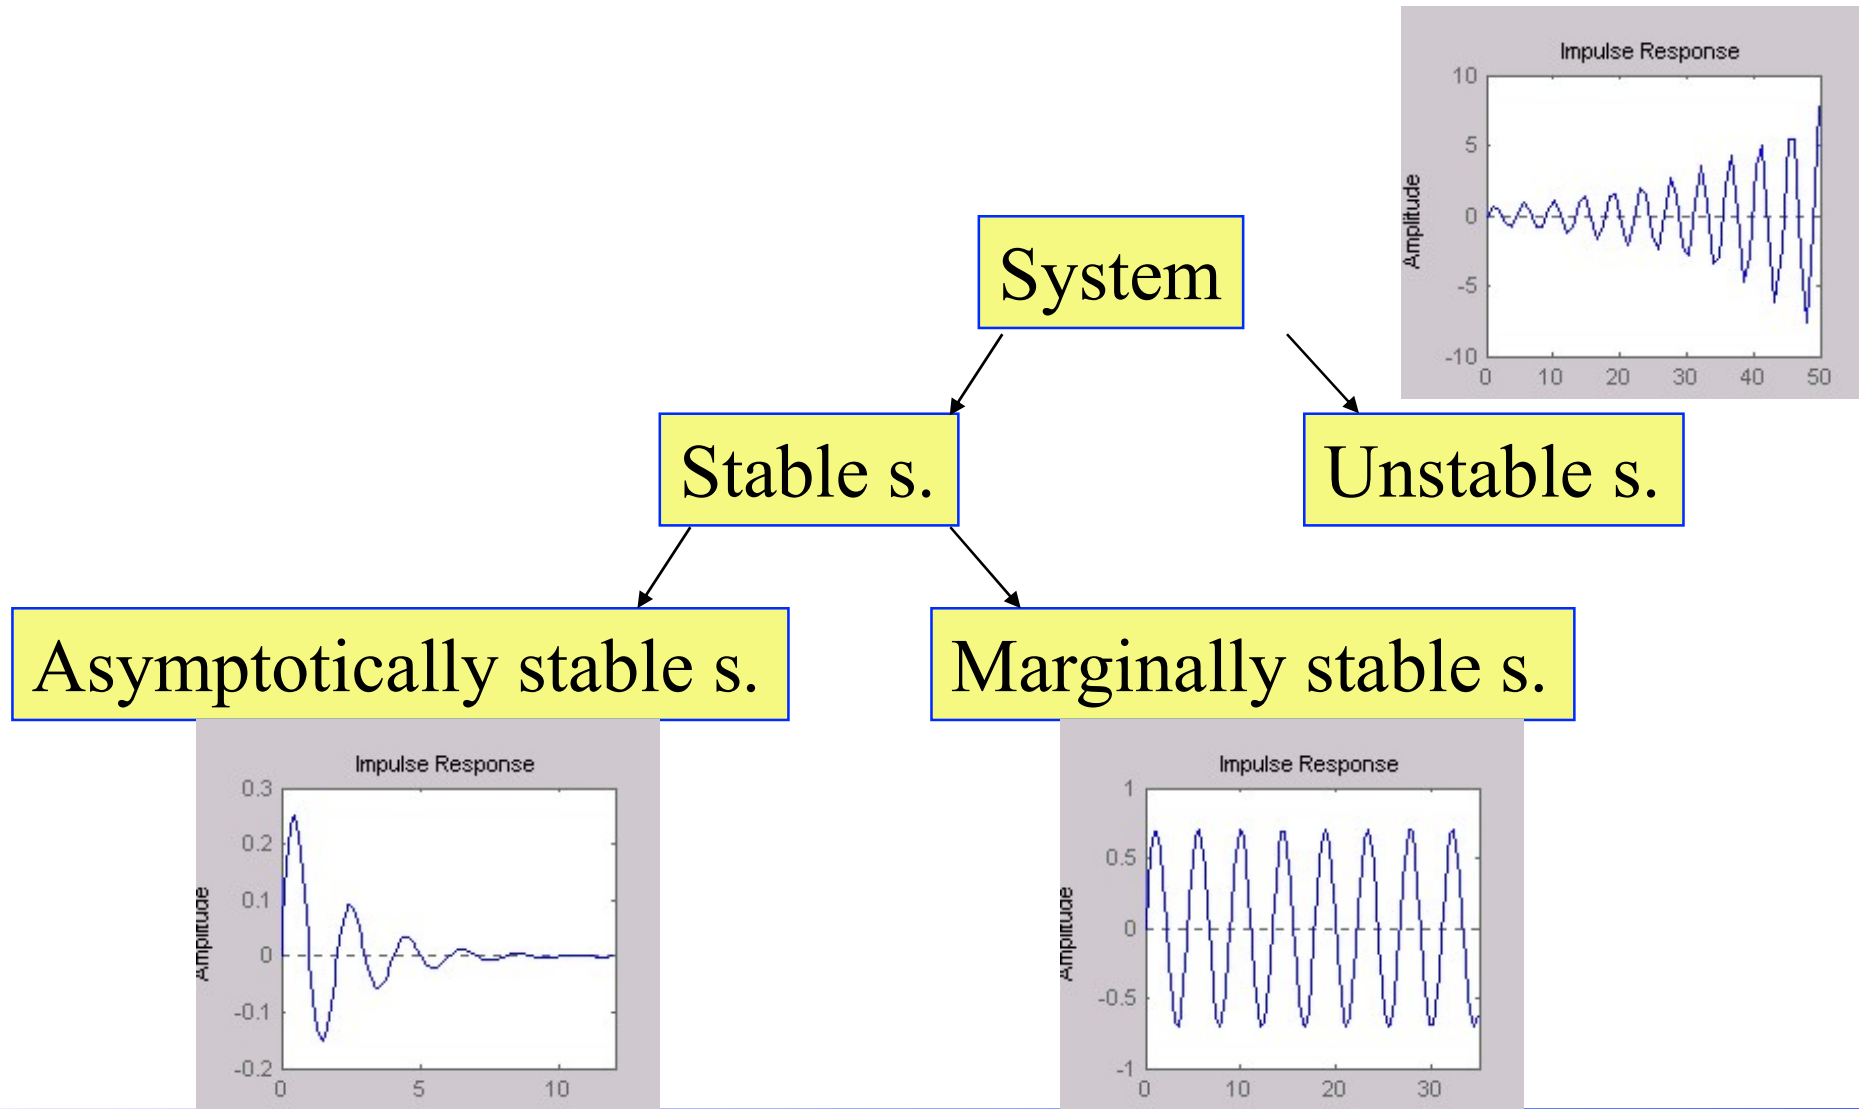 Impulse Response
10
5
0
-5
-10
Amplitude
0 10 20 30 40 50
System
Stable s.
Unstable s.
Asymptotically stable s.
Marginally stable s.
Impulse Response
0.3
0.2
0.1
0
-0.1
-0.2
Amplitude
0 5 10
Impulse Response
1
0.5
0
-0.5
-1
Amplitude
0 10 20 30